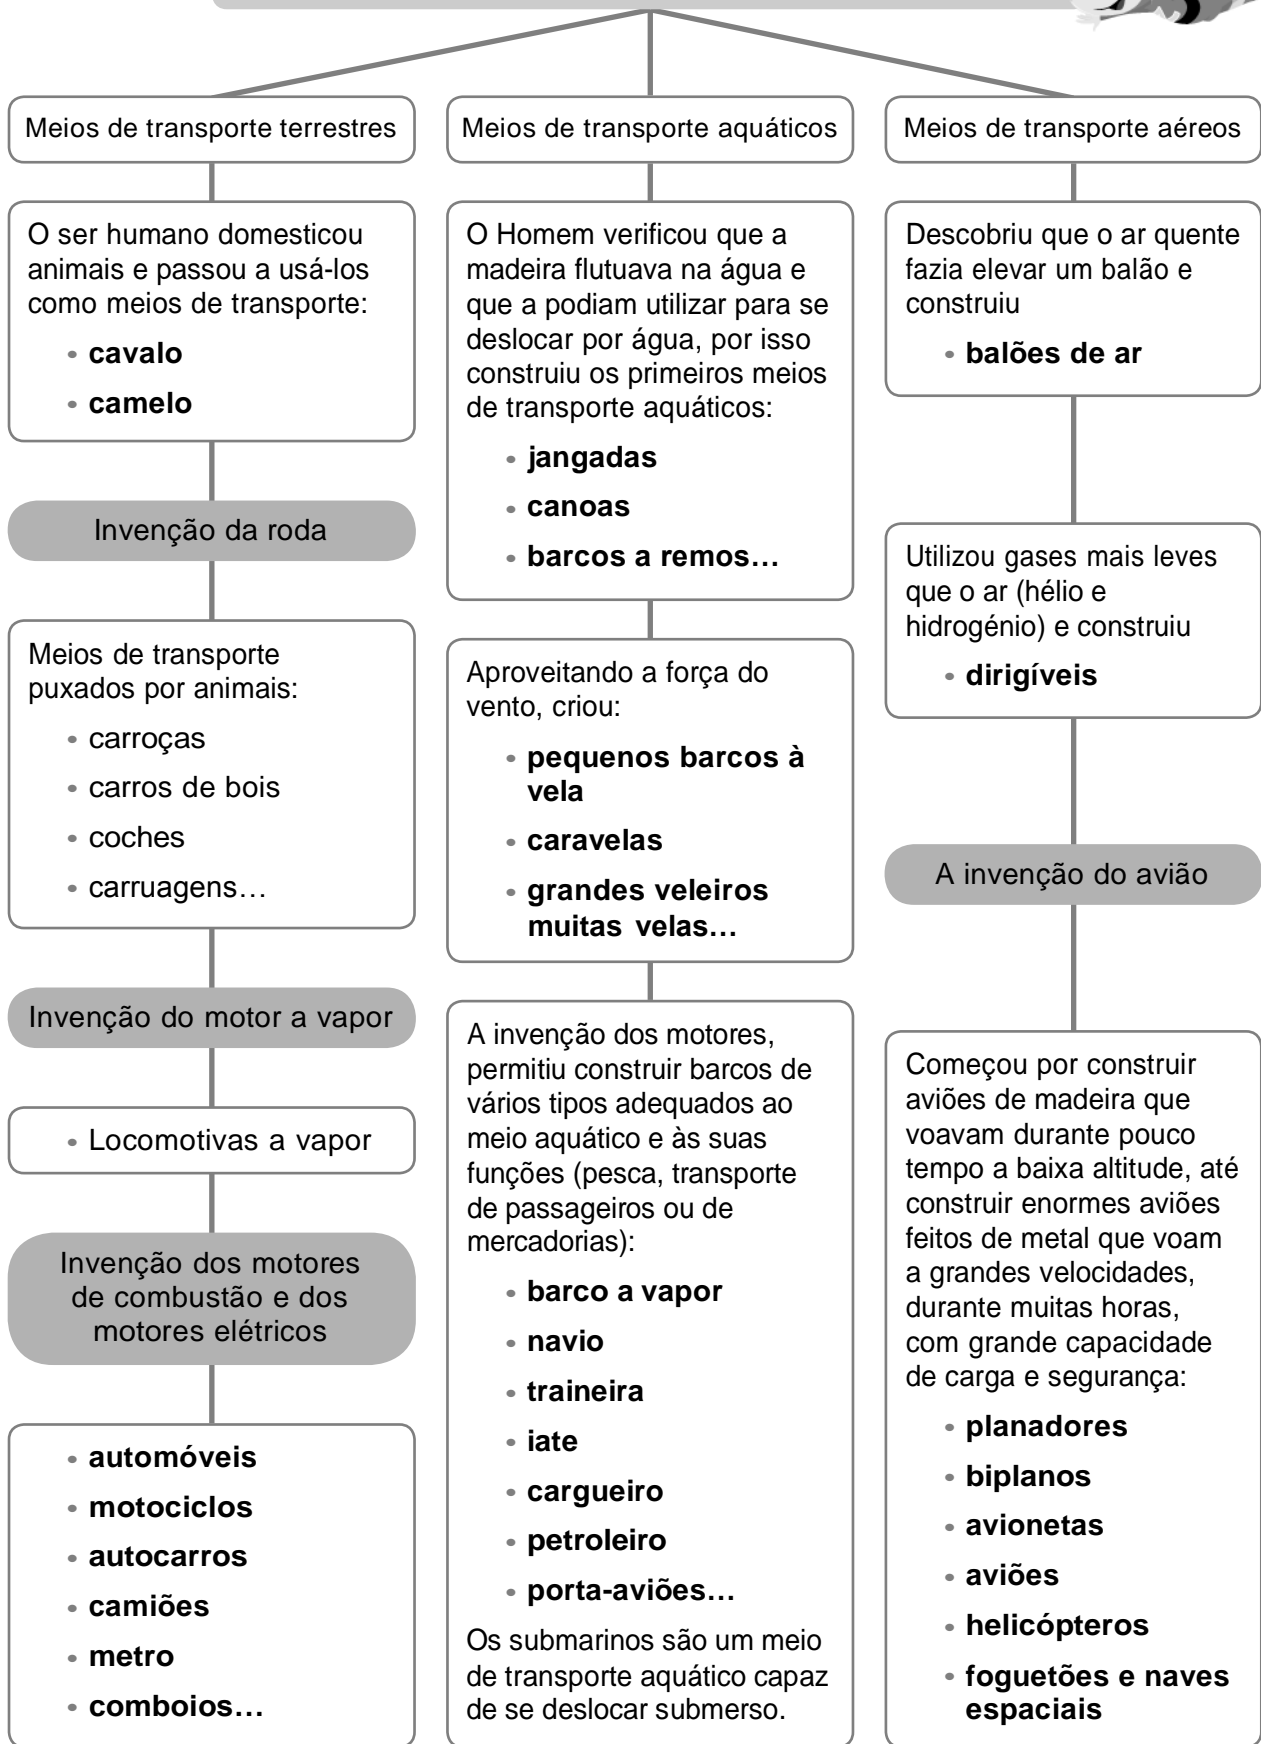 Meios de transporte terrestres
O ser humano domesticou
animais e passou a usá-los
como meios de transporte:
• cavalo
• camelo
Invenção da roda
Meios de transporte
puxados por animais:
• carroças
• carros de bois
• coches
• carruagens…
Invenção do motor a vapor
• Locomotivas a vapor
Invenção dos motores
de combustão e dos
motores elétricos
• automóveis
• motociclos
• autocarros
• camiões
• metro
• comboios…
Meios de transporte aquáticos
O Homem verificou que a
madeira flutuava na água e
que a podiam utilizar para se
deslocar por água, por isso
construiu os primeiros meios
de transporte aquáticos:
• jangadas
• canoas
• barcos a remos…
Aproveitando a força do
vento, criou:
• pequenos barcos à
vela
• caravelas
• grandes veleiros
muitas velas…
A invenção dos motores,
permitiu construir barcos de
vários tipos adequados ao
meio aquático e às suas
funções (pesca, transporte
de passageiros ou de
mercadorias):
• barco a vapor
• navio
• traineira
• iate
• cargueiro
• petroleiro
• porta-aviões…
Os submarinos são um meio
de transporte aquático capaz
de se deslocar submerso.
Meios de transporte aéreos
Descobriu que o ar quente
fazia elevar um balão e
construiu
• balões de ar
Utilizou gases mais leves
que o ar (hélio e
hidrogénio) e construiu
• dirigíveis
A invenção do avião
Começou por construir
aviões de madeira que
voavam durante pouco
tempo a baixa altitude, até
construir enormes aviões
feitos de metal que voam
a grandes velocidades,
durante muitas horas,
com grande capacidade
de carga e segurança:
• planadores
• biplanos
• avionetas
• aviões
• helicópteros
• foguetões e naves
espaciais